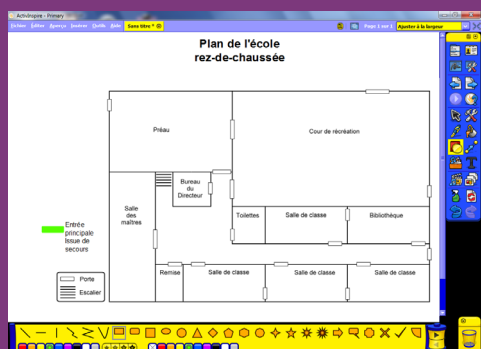 ActivInspire - Primary
Fichier Éditer Aperçu Insérer Outils Aide Sans titre * Page 1 sur 1 Ajuster à la largeur
Plan de l'école
rez-de-chaussée
Préau
Cour de récréation
Bureau
du
Directeur
Salle
des
maîtres
Toilettes
Salle de classe
Bibliothèque
Entrée
principale
Issue de
secours
Remise
Salle de classe
Salle de classe
Salle de classe
Porte
Escalier